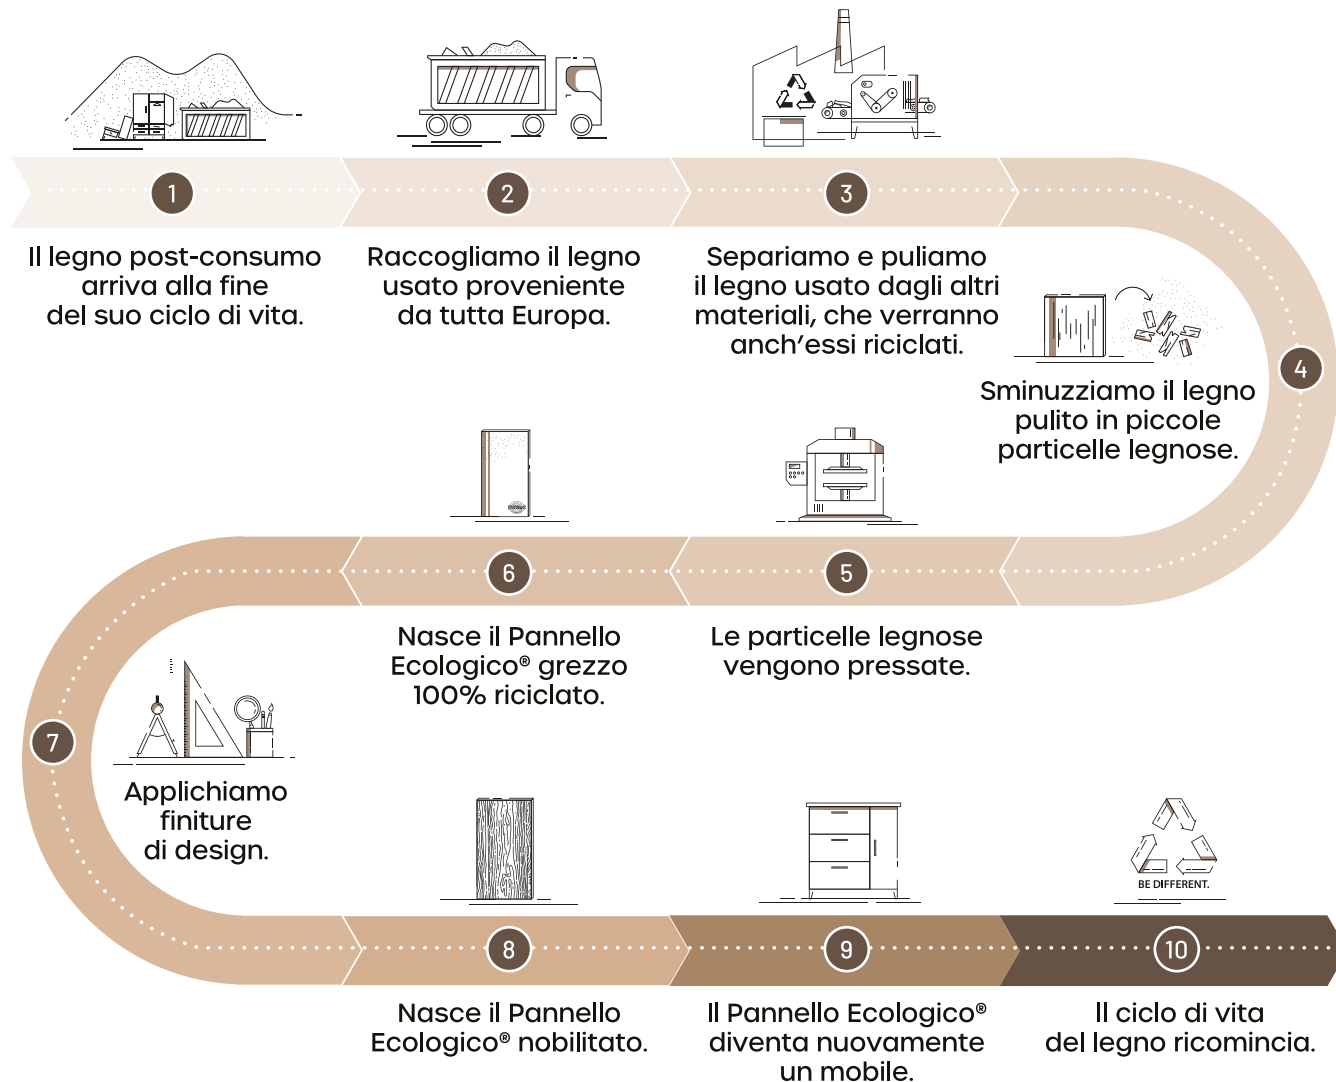 1
Il legno post-consumo
arriva alla fine
del suo ciclo di vita.
2
Raccogliamo il legno
usato proveniente
da tutta Europa.
3
Separiamo e puliamo
il legno usato dagli altri
materiali, che verranno
anch’essi riciclati.
4
Sminuzziamo il legno
pulito in piccole
particelle legnose.
5
Le particelle legnose
vengono pressate.
6
Nasce il Pannello
Ecologico® grezzo
100% riciclato.
7
Applichiamo
finiture
di design.
8
Nasce il Pannello
Ecologico® nobilitato.
9
Il Pannello Ecologico®
diventa nuovamente
un mobile.
BE DIFFERENT.
10
Il ciclo di vita
del legno ricomincia.